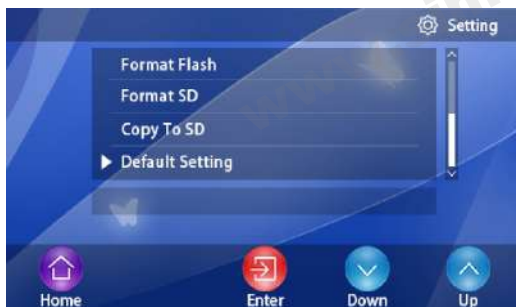 Setting
Format Flash
Format SD
Copy To SD
Default Setting
Home Enter Down Up